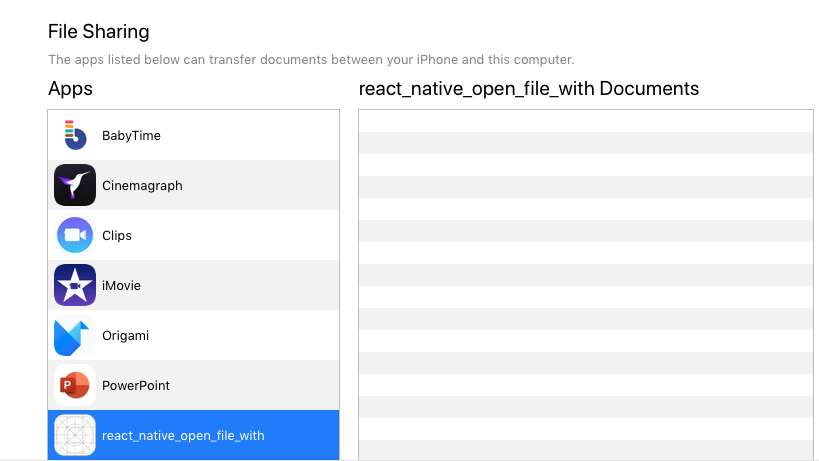 File Sharing
The apps listed below can transfer documents between your iPhone and this computer.
Apps
react_native_open_file_with Documents
BabyTime
Cinemagraph
Clips
iMovie
Origami
P
PowerPoint
react_native_open_file_with